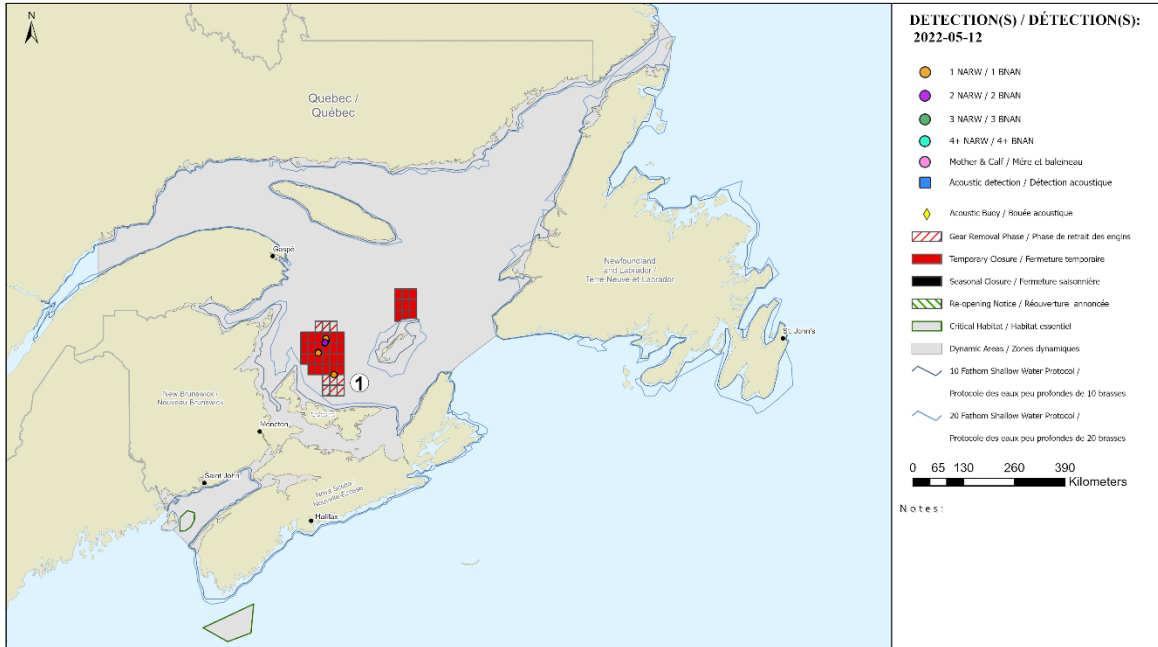 N
Quebec /
Québec
Gaspé
Newfoundland
and Labrador /
Terre-Neuve-et-Labrador
St. John's
1
New Brunswick /
Nouveau-Brunswick
Moncton
Saint John
Nova Scotia /
Nouvelle-Écosse
Halifax
DETECTION(S) / DÉTECTION(S):
2022-05-12
1 NARW / 1 BNAN
2 NARW / 2 BNAN
3 NARW / 3 BNAN
4+ NARW / 4+ BNAN
Mother & Calf / Mère et baleineau
Acoustic detection / Détection acoustique
Acoustic Buoy / Bouée acoustique
Gear Removal Phase / Phase de retrait des engins
Temporary Closure / Fermeture temporaire
Seasonal Closure / Fermeture saisonnière
Re-opening Notice / Réouverture annoncée
Critical Habitat / Habitat essentiel
Dynamic Areas / Zones dynamiques
10 Fathom Shallow Water Protocol /
Protocole des eaux peu profondes de 10 brasses
20 Fathom Shallow Water Protocol /
Protocole des eaux peu profondes de 20 brasses
0 65 130 260 390
Kilometers
Notes: